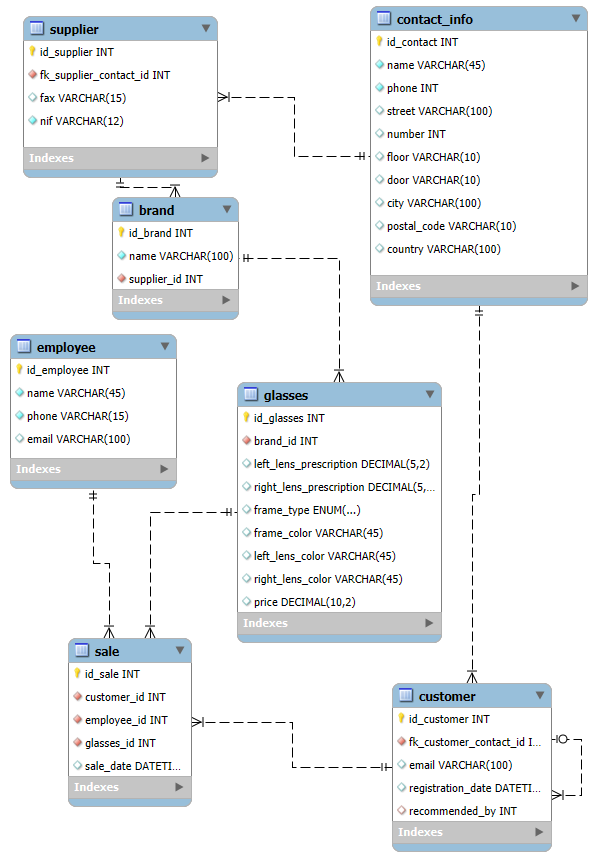 supplier
id_supplier INT
fk_supplier_contact_id INT
fax VARCHAR(15)
nif VARCHAR(12)
Indexes
contact_info
id_contact INT
name VARCHAR(45)
phone INT
street VARCHAR(100)
number INT
floor VARCHAR(10)
door VARCHAR(10)
city VARCHAR(100)
postal_code VARCHAR(10)
country VARCHAR(100)
Indexes
brand
id_brand INT
name VARCHAR(100)
supplier_id INT
Indexes
employee
id_employee INT
name VARCHAR(45)
phone VARCHAR(15)
email VARCHAR(100)
Indexes
glasses
id_glasses INT
brand_id INT
left_lens_prescription DECIMAL(5,2)
right_lens_prescription DECIMAL(5,...
frame_type ENUM(...)
frame_color VARCHAR(45)
left_lens_color VARCHAR(45)
right_lens_color VARCHAR(45)
price DECIMAL(10,2)
Indexes
sale
id_sale INT
customer_id INT
employee_id INT
glasses_id INT
sale_date DATETI...
Indexes
customer
id_customer INT
fk_customer_contact_id I...
email VARCHAR(100)
registration_date DATETI...
recommended_by INT
Indexes